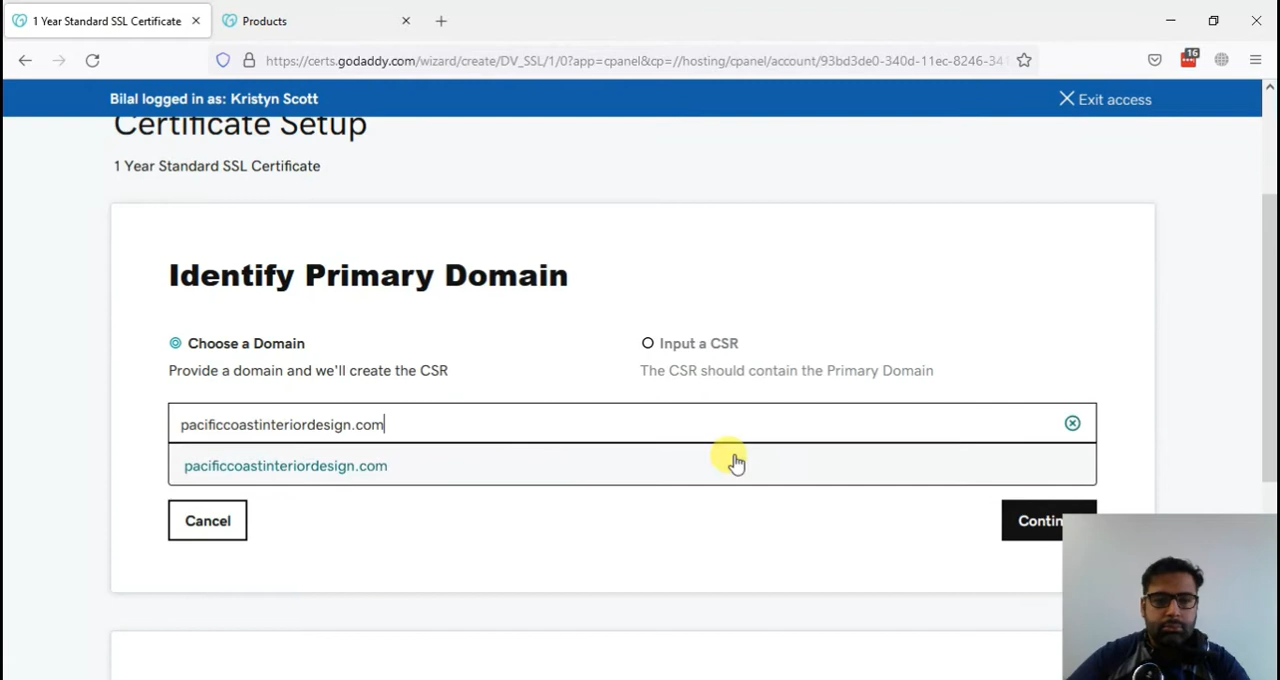 1 Year Standard SSL Certificate
Products
https://certs.godaddy.com/wizard/create/DV_SSL/1/0?app=cpanel&cp=//hosting/cpanel/account/93bd3de0-340d-11ec-8246-341
16
Bilal logged in as: Kristyn Scott
Exit access
Certificate Setup
1 Year Standard SSL Certificate
Identify Primary Domain
Choose a Domain
Input a CSR
Provide a domain and we'll create the CSR
The CSR should contain the Primary Domain
pacificcoastinteriordesign.com
pacificcoastinteriordesign.com
Cancel
Contin